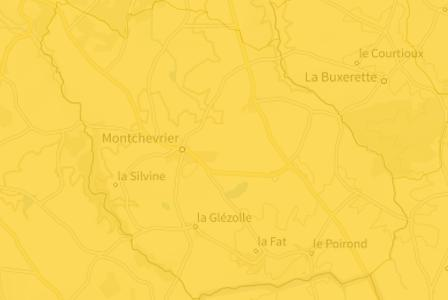 le Courtioux
La Buxerette
Montchevrier
la Silvine
la Glézolle
la Fat
le Poirond